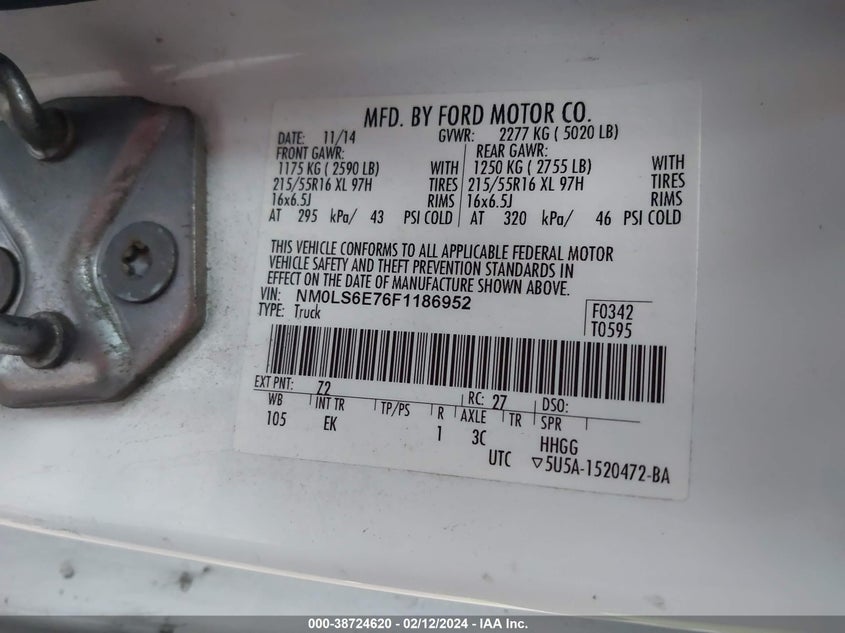 MFD. BY FORD MOTOR CO.
DATE: 11/14 GVWR: 2277 KG ( 5020 LB)
FRONT GAWR: REAR GAWR:
1175 KG ( 2590 LB) WITH 1250 KG ( 2755 LB) WITH
215/55R16 XL 97H TIRES 215/55R16 XL 97H TIRES
16x6.5J RIMS 16x6.5J RIMS
AT 295 kPa/ 43 PSI COLD AT 320 kPa/ 46 PSI COLD
THIS VEHICLE CONFORMS TO ALL APPLICABLE FEDERAL MOTOR
VEHICLE SAFETY AND THEFT PREVENTION STANDARDS IN
EFFECT ON THE DATE OF MANUFACTURE SHOWN ABOVE.
VIN: NM0LS6E76F1186952 F0342
TYPE: Truck T0595
EXT PNT: Z2 RC: 27 DSO:
WB INT TR TP/PS R AXLE TR SPR
105 EK 1 3C HHGG
UTC ▽5U5A-1520472-BA
000-38724620 - 02/12/2024 - IAA Inc.